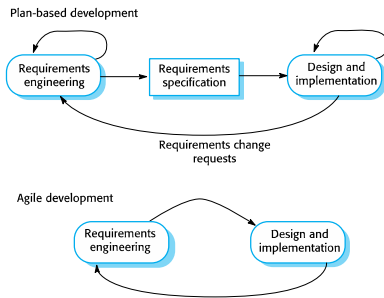 Plan-based development
Requirements
engineering
Requirements
specification
Design and
implementation
Requirements change
requests
Agile development
Requirements
engineering
Design and
implementation